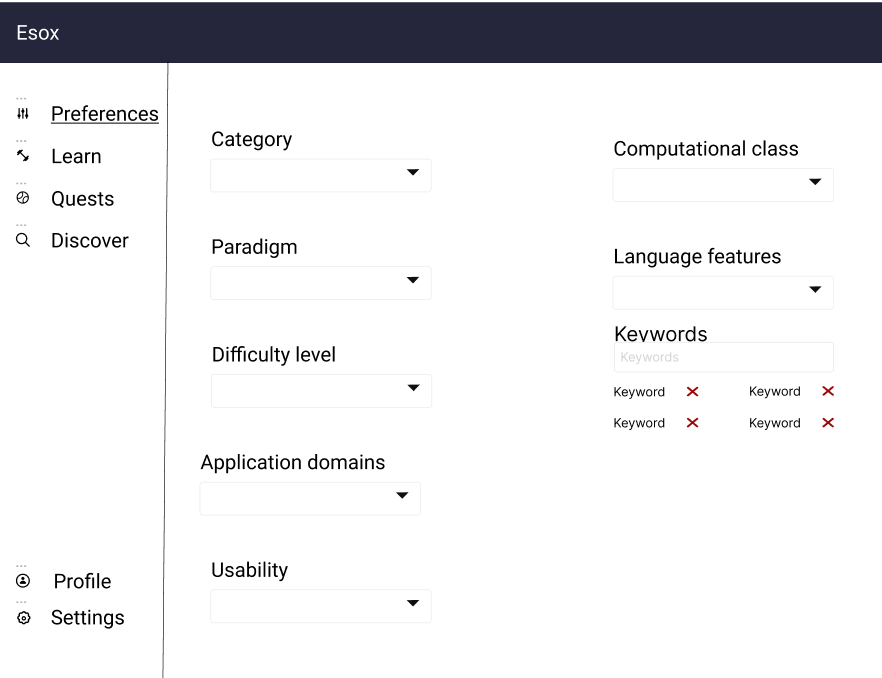 Esox
Preferences
Learn
Quests
Discover
Profile
Settings
Category
Paradigm
Difficulty level
Application domains
Usability
Computational class
Language features
Keywords
Keywords
Keyword Keyword
Keyword Keyword